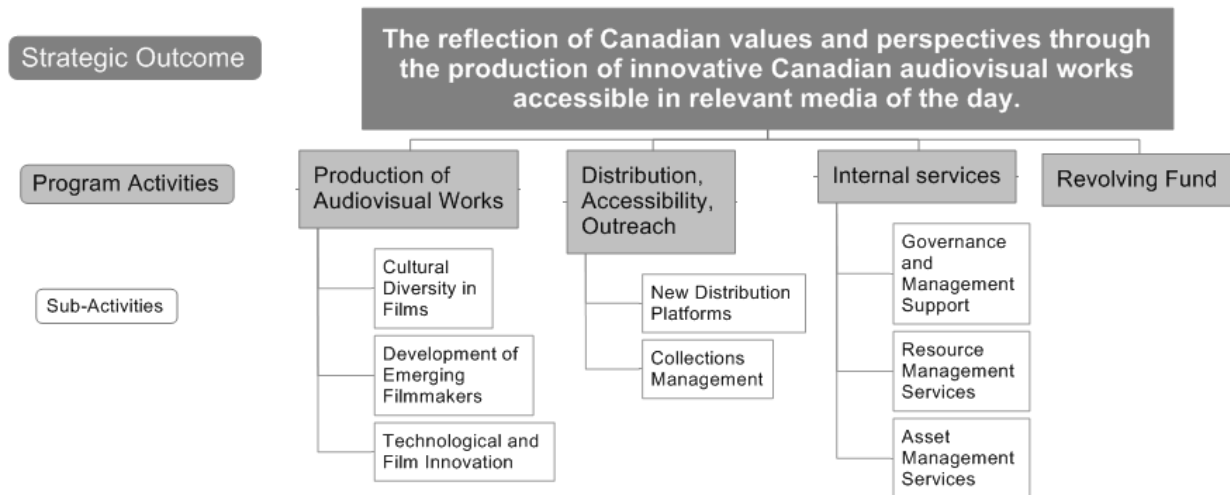 Strategic Outcome
The reflection of Canadian values and perspectives through
the production of innovative Canadian audiovisual works
accessible in relevant media of the day.
Program Activities
Production of
Audiovisual Works
Distribution,
Accessibility,
Outreach
Internal services
Revolving Fund
Sub-Activities
Cultural
Diversity in
Films
Development of
Emerging
Filmmakers
Technological and
Film Innovation
New Distribution
Platforms
Collections
Management
Governance
and
Management
Support
Resource
Management
Services
Asset
Management
Services